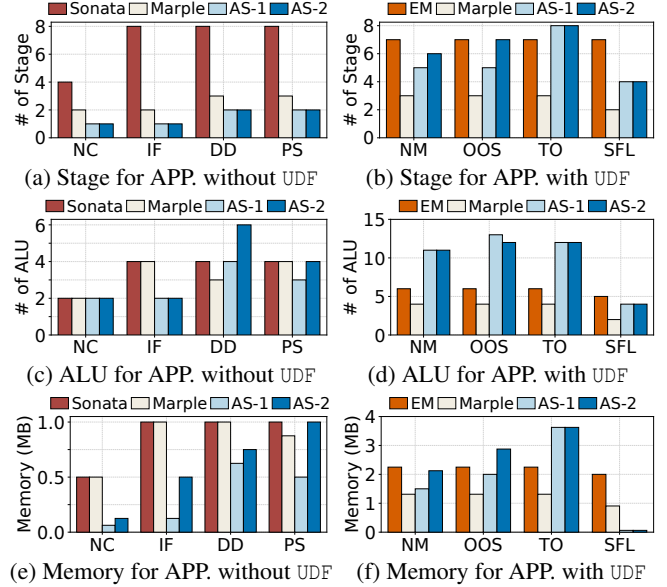 Sonata Marple AS-1 AS-2
# of Stage
8
6
4
2
0
NC IF DD PS
(a) Stage for APP. without UDF
EM Marple AS-1 AS-2
# of Stage
8
6
4
2
0
NM OOS TO SFL
(b) Stage for APP. with UDF
Sonata Marple AS-1 AS-2
# of ALU
6
4
2
0
NC IF DD PS
(c) ALU for APP. without UDF
EM Marple AS-1 AS-2
# of ALU
15
10
5
0
NM OOS TO SFL
(d) ALU for APP. with UDF
Sonata Marple AS-1 AS-2
Memory (MB)
1.0
0.5
0.0
NC IF DD PS
(e) Memory for APP. without UDF
EM Marple AS-1 AS-2
Memory (MB)
4
3
2
1
0
NM OOS TO SFL
(f) Memory for APP. with UDF